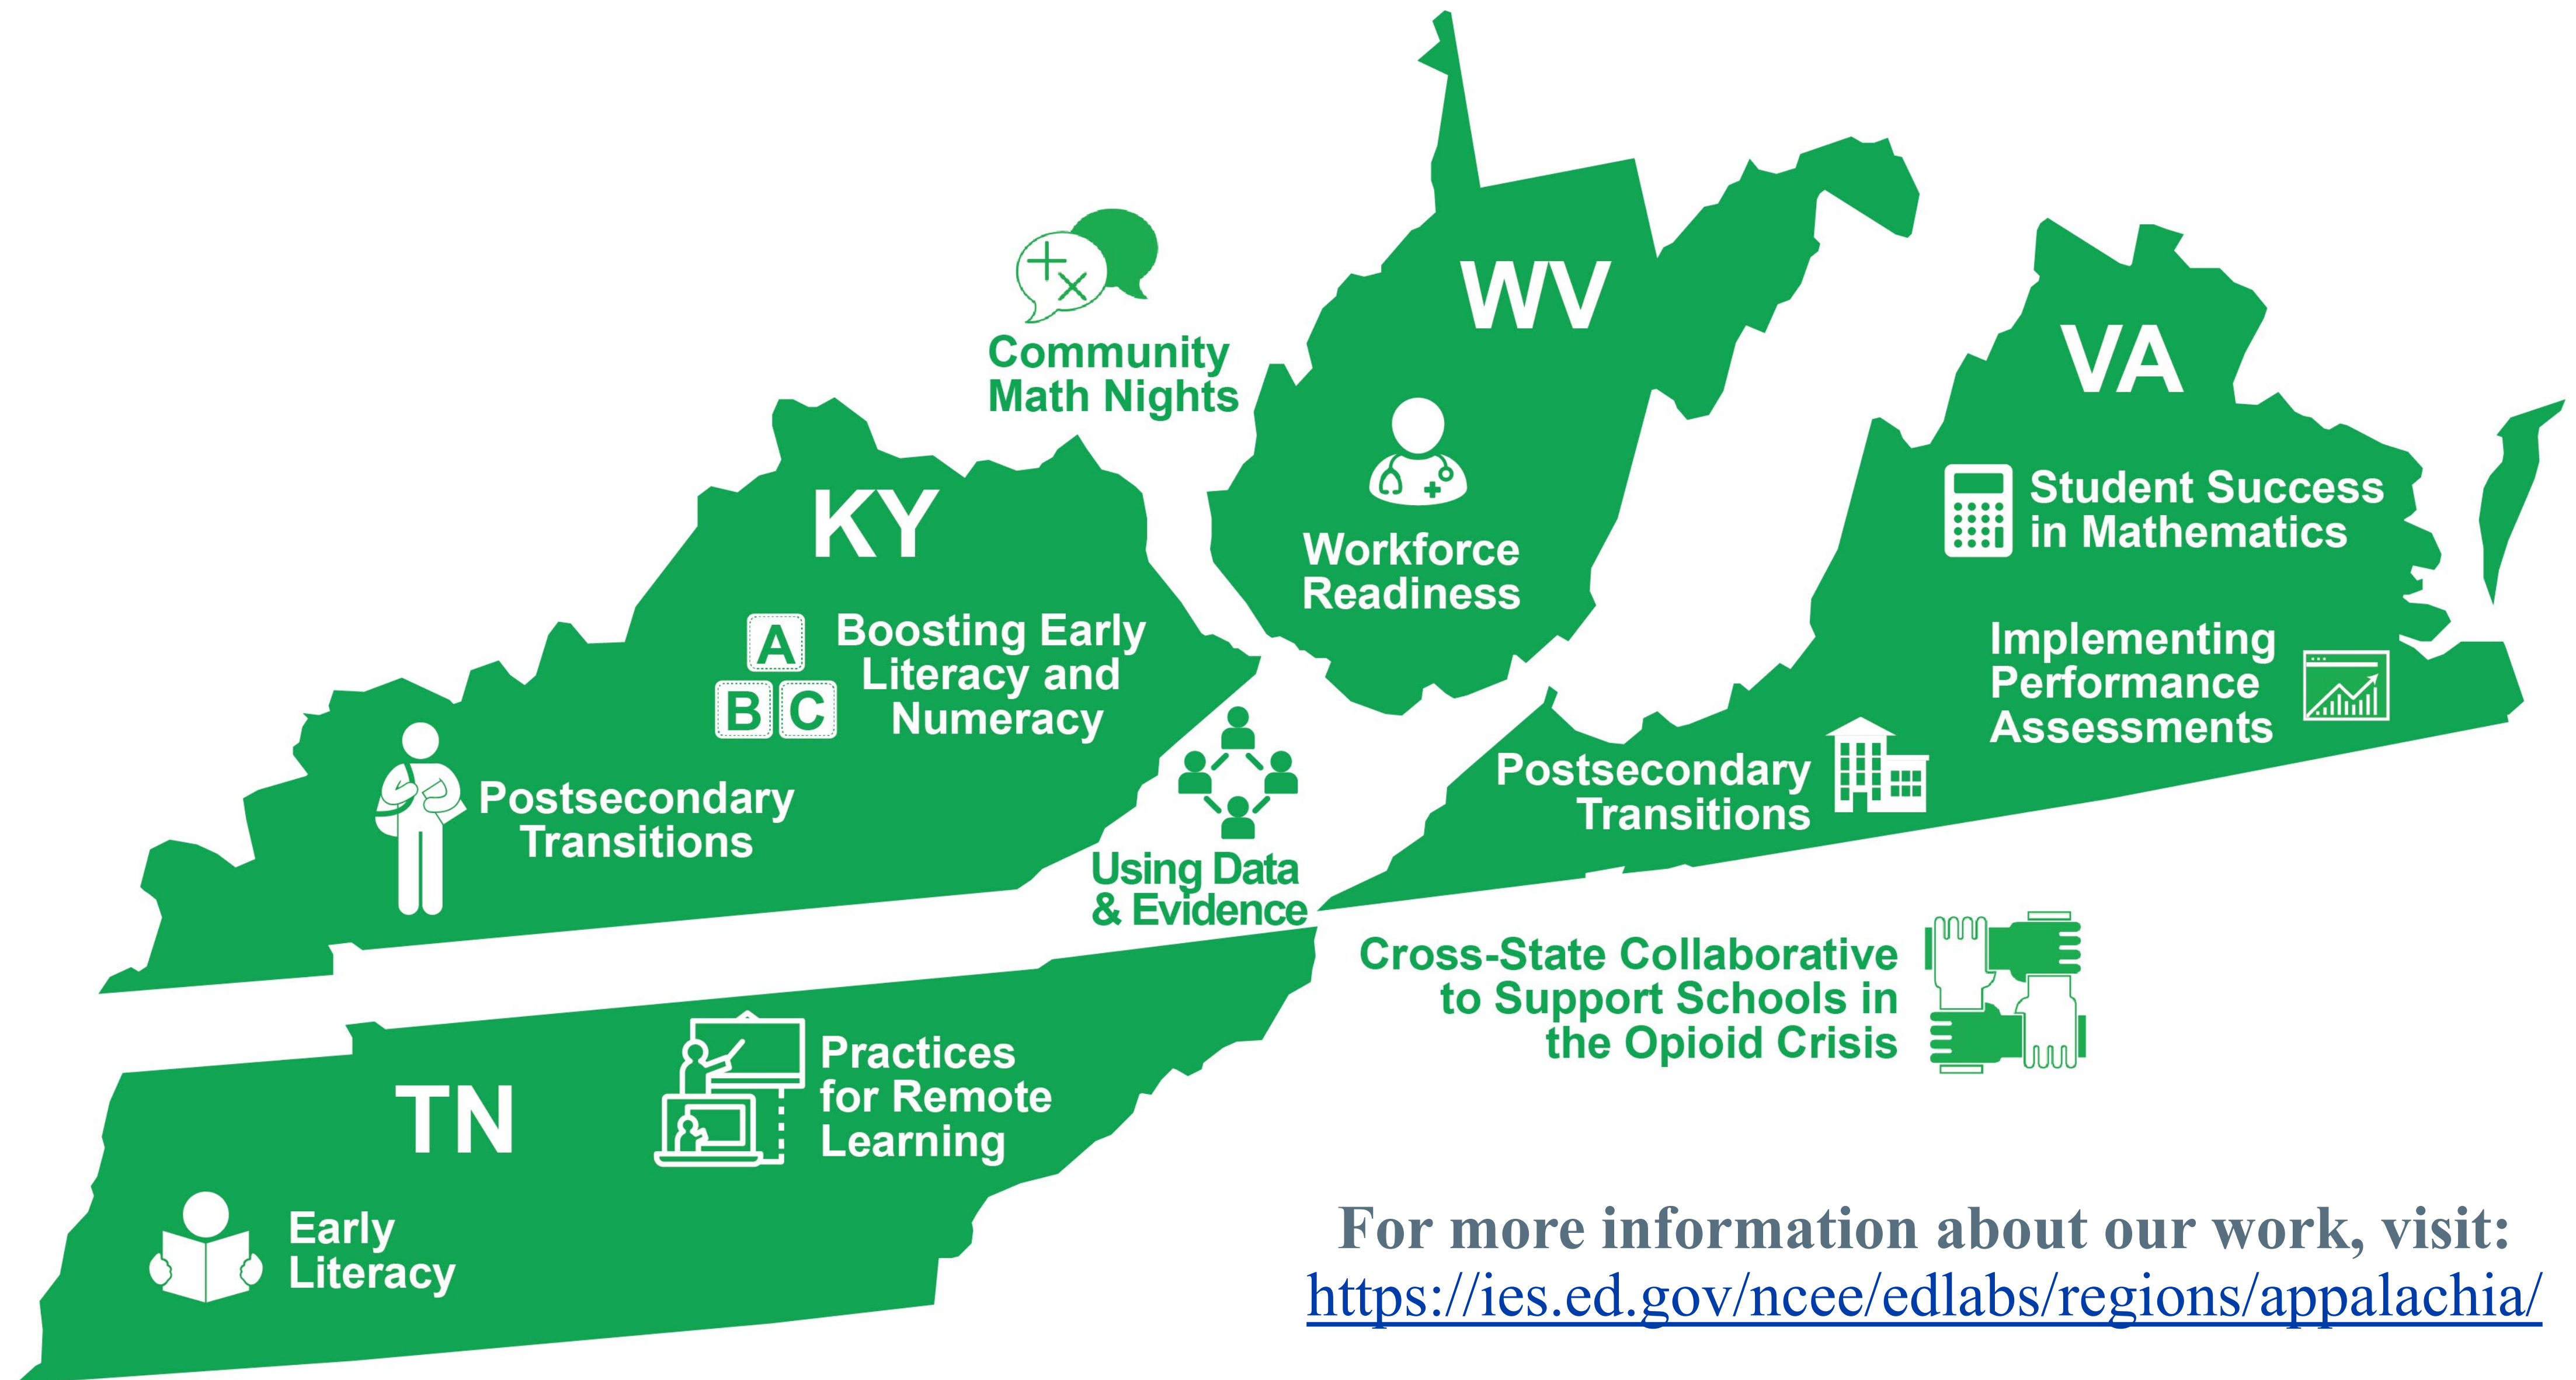 WV
Community
Math Nights
VA
Workforce
Readiness
Student Success
in Mathematics
KY
A
B C
Boosting Early
Literacy and
Numeracy
Implementing
Performance
Assessments
Postsecondary
Transitions
Postsecondary
Transitions
Using Data
& Evidence
Cross-State Collaborative
to Support Schools in
the Opioid Crisis
TN
Practices
for Remote
Learning
Early
Literacy
For more information about our work, visit:
https://ies.ed.gov/ncee/edlabs/regions/appalachia/